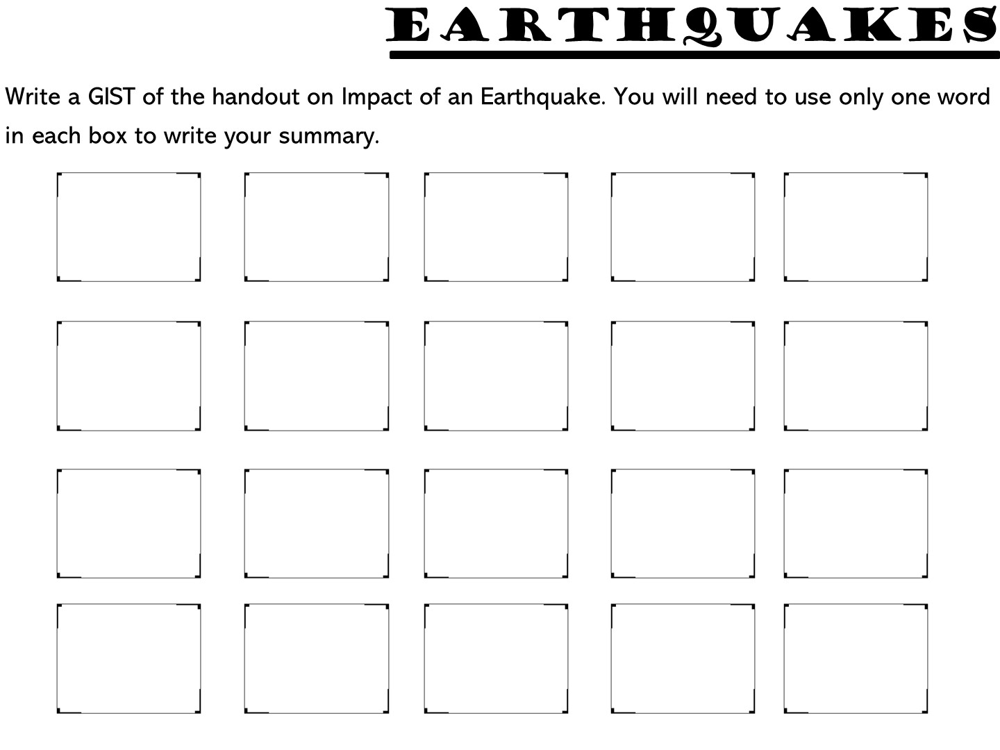 EARTHQUAKES
Write a GIST of the handout on Impact of an Earthquake. You will need to use only one word
in each box to write your summary.